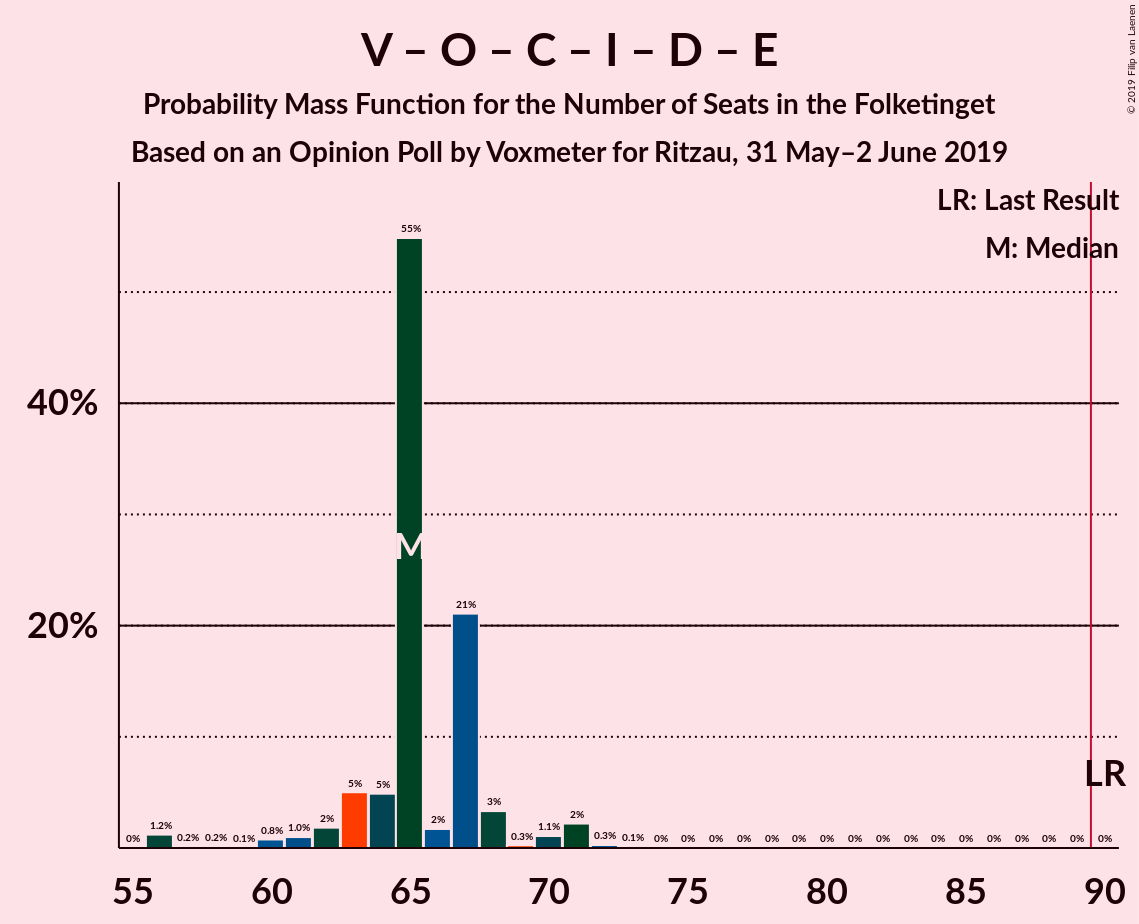 V – O – C – I – D – E
Probability Mass Function for the Number of Seats in the Folketinget
Based on an Opinion Poll by Voxmeter for Ritzau, 31 May–2 June 2019
© 2019 Filip van Laenen
LR: Last Result
M: Median
55%
40%
M
21%
20%
LR
0% 1.2% 0.2% 0.2% 0.1% 0.8% 1.0% 2% 5% 5% 2% 3% 0.3% 1.1% 2% 0.3% 0.1% 0% 0% 0% 0% 0% 0% 0% 0% 0% 0% 0% 0% 0% 0% 0% 0% 0%
55 60 65 70 75 80 85 90